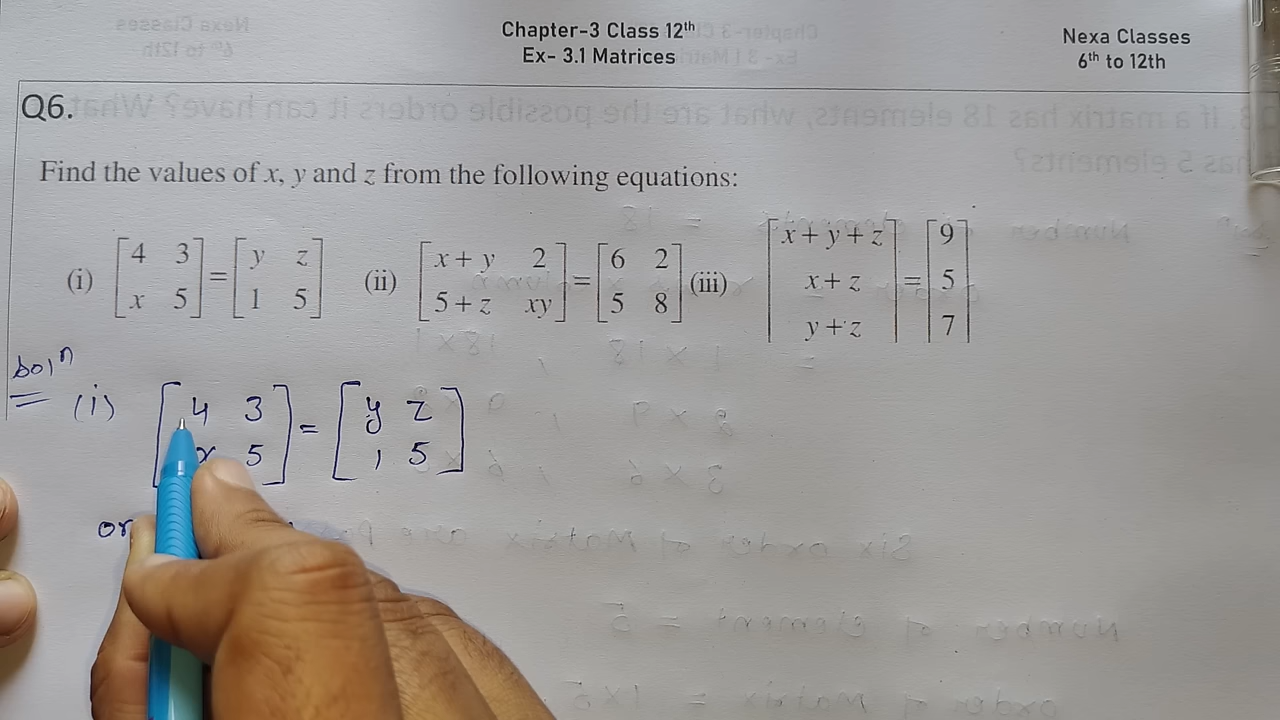 Chapter-3 Class 12th
Ex- 3.1 Matrices
Nexa Classes
6th to 12th
Q6.
Find the values of x, y and z from the following equations:
(i) [4 3; x 5] = [y z; 1 5] (ii) [x + y 2; 5 + z xy] = [6 2; 5 8] (iii) [x + y + z; x + z; y + z] = [9; 5; 7]
soln (i) [4 3; x 5] = [y z; 1 5]
or